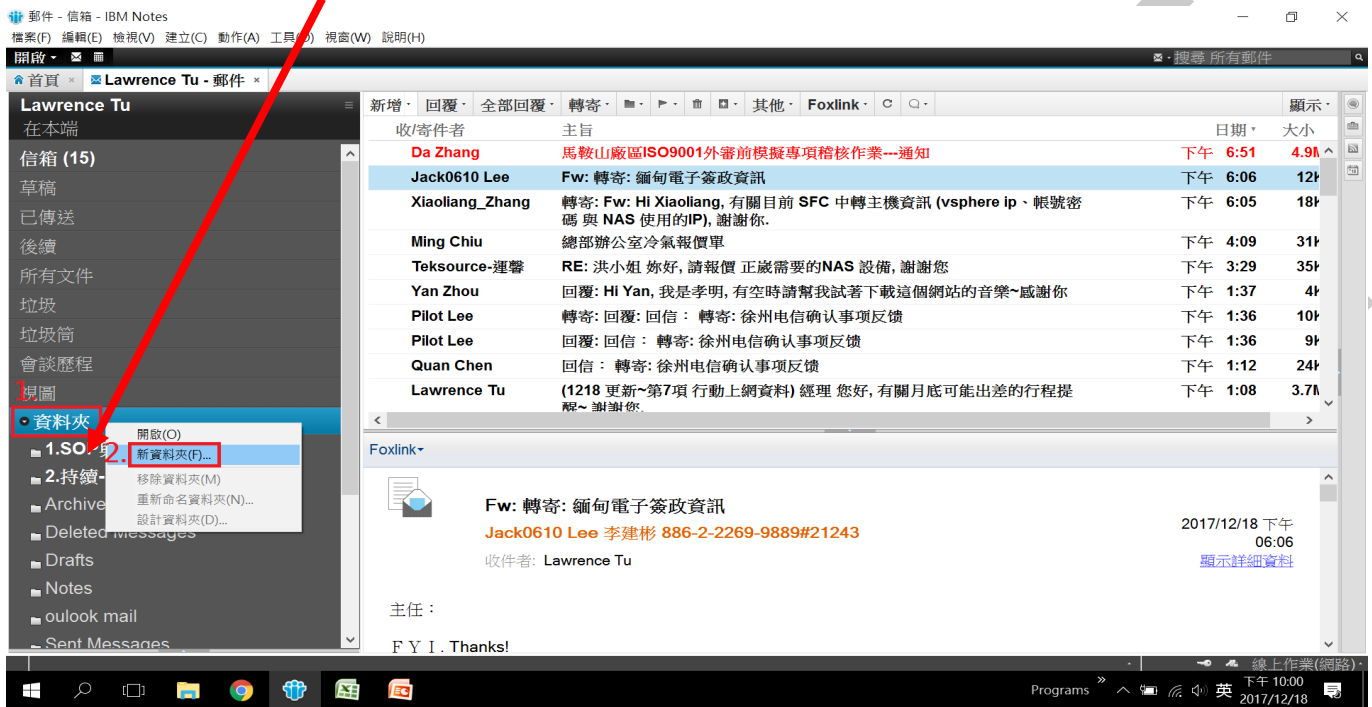 郵件 - 信箱 - IBM Notes
檔案(F) 編輯(E) 檢視(V) 建立(C) 動作(A) 視窗(W) 說明(H)
開啟
搜尋 所有郵件
首頁 Lawrence Tu - 郵件
Lawrence Tu
在本端
信箱 (15)
草稿
已傳送
後續
所有文件
垃圾
垃圾筒
會談歷程
1.
視圖
資料夾
1.SOP
2.持續-
Archive
Deleted Messages
Drafts
Notes
oulook mail
Sent Messages
開啟(O)
2. 新資料夾(F)...
移除資料夾(M)
重新命名資料夾(N)...
設計資料夾(D)...
新增 回覆 全部回覆 轉寄 其他 Foxlink 顯示
收/寄件者 主旨 日期 大小
Da Zhang 馬鞍山廠區ISO9001外審前模擬專項稽核作業---通知 下午 6:51 4.9M
Jack0610 Lee Fw: 轉寄: 緬甸電子簽政資訊 下午 6:06 12K
Xiaoliang_Zhang 轉寄: Fw: Hi Xiaoliang, 有關目前 SFC 中轉主機資訊 (vsphere ip、帳號密 下午 6:05 18K
碼 與 NAS 使用的IP), 謝謝你.
Ming Chiu 總部辦公室冷氣報價單 下午 4:09 31K
Teksource-運馨 RE: 洪小姐 妳好, 請報價 正崴需要的NAS 設備, 謝謝您 下午 3:29 35K
Yan Zhou 回覆: Hi Yan, 我是孝明, 有空時請幫我試著下載這個網站的音樂~感謝你 下午 1:37 4K
Pilot Lee 轉寄: 回覆: 回信： 轉寄: 徐州电信确认事项反馈 下午 1:36 10K
Pilot Lee 回覆: 回信： 轉寄: 徐州电信确认事项反馈 下午 1:36 9K
Quan Chen 回信： 轉寄: 徐州电信确认事项反馈 下午 1:12 24K
Lawrence Tu (1218 更新~第7項 行動上網資料) 經理 您好, 有關月底可能出差的行程提 下午 1:08 3.7M
醒~ 謝謝您.
Foxlink
Fw: 轉寄: 緬甸電子簽政資訊
Jack0610 Lee 李建彬 886-2-2269-9889#21243
收件者: Lawrence Tu
2017/12/18 下午
06:06
顯示詳細資料
主任：
ＦＹＩ. Thanks!
線上作業(網路)
Programs 英 下午 10:00
2017/12/18